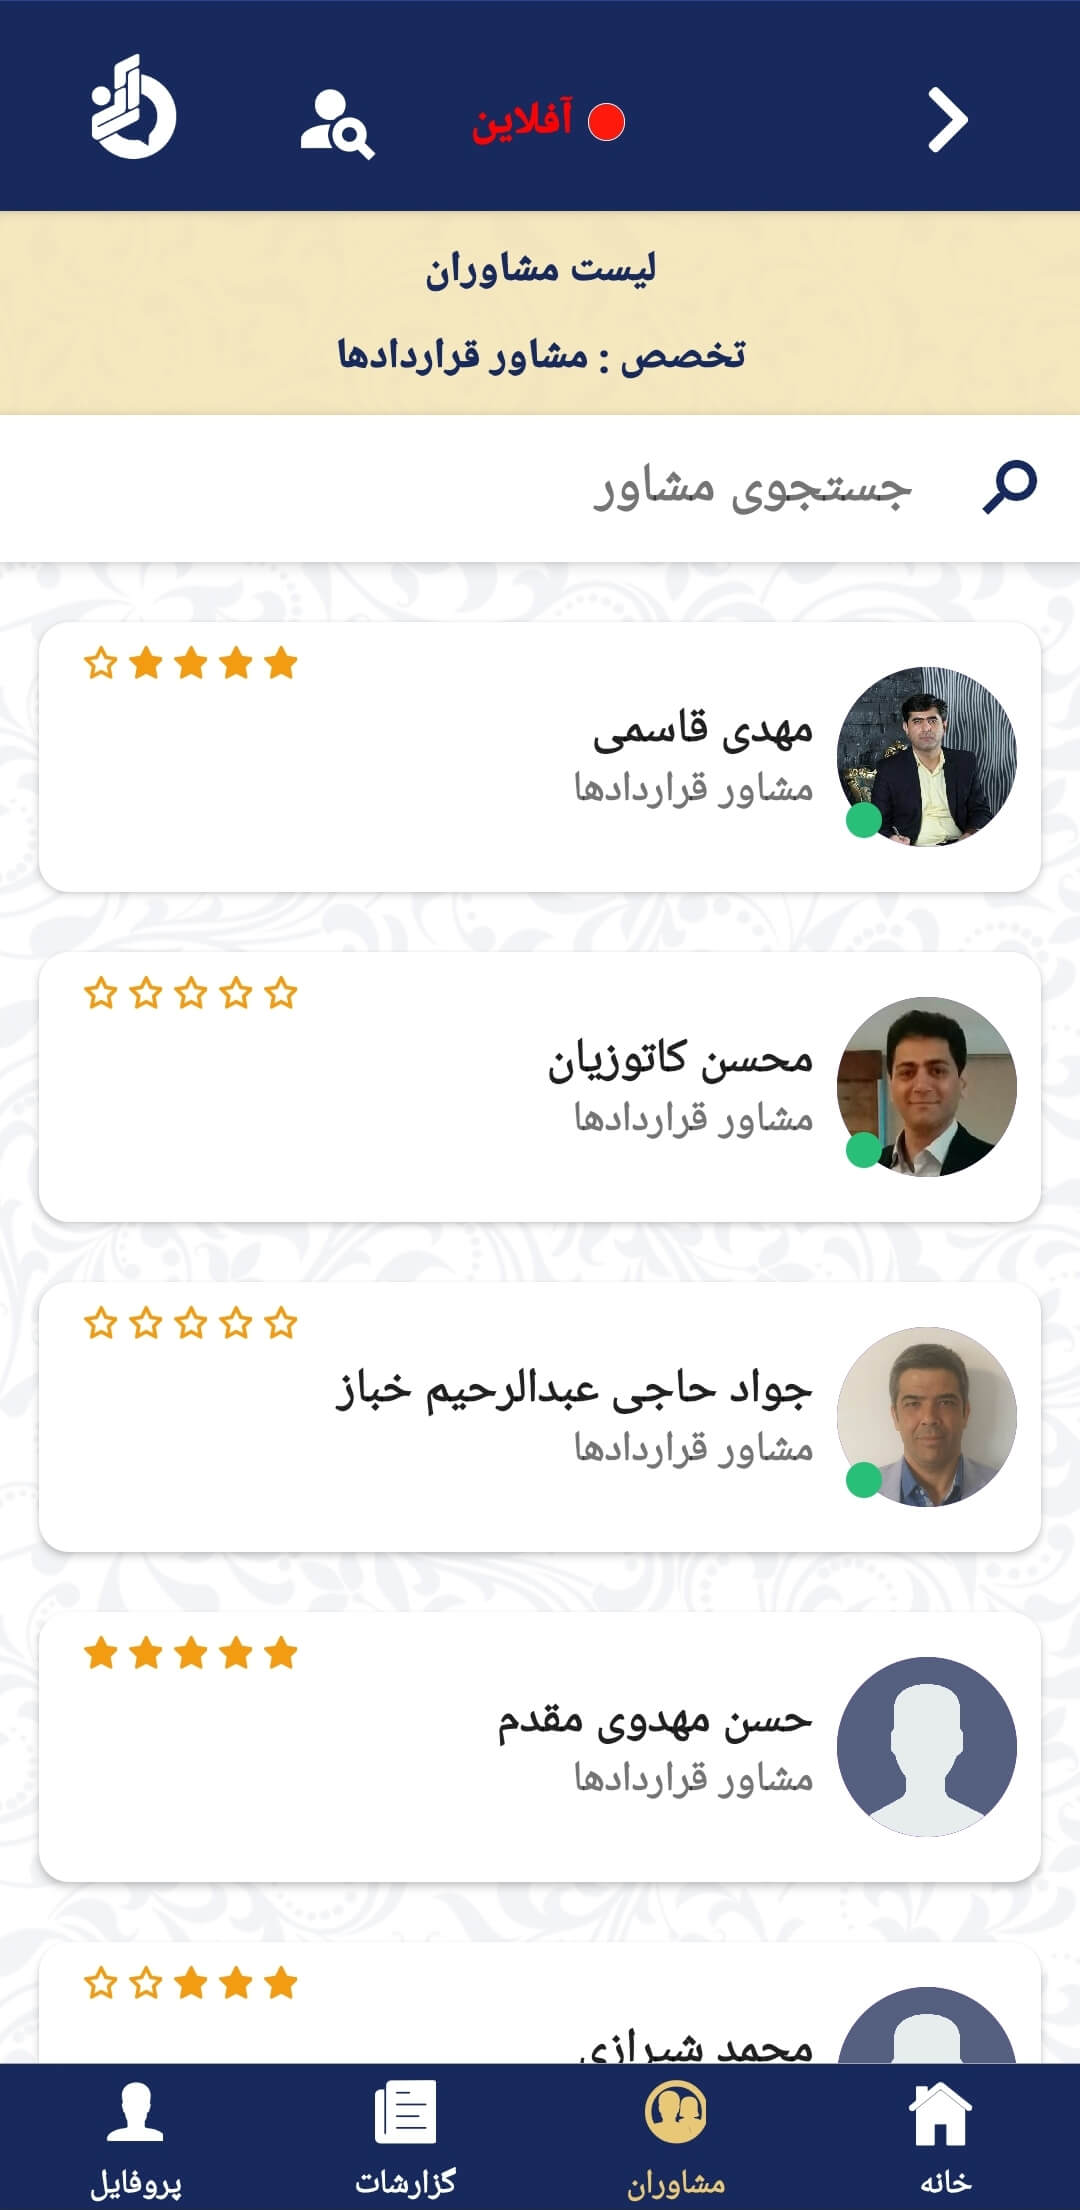 آفلاین
لیست مشاوران
تخصص : مشاور قراردادها
جستجوی مشاور
مهدی قاسمی
مشاور قراردادها
محسن کاتوزیان
مشاور قراردادها
جواد حاجی عبدالرحیم خباز
مشاور قراردادها
حسن مهدوی مقدم
مشاور قراردادها
محمد شیرازی
خانه
مشاوران
گزارشات
پروفایل